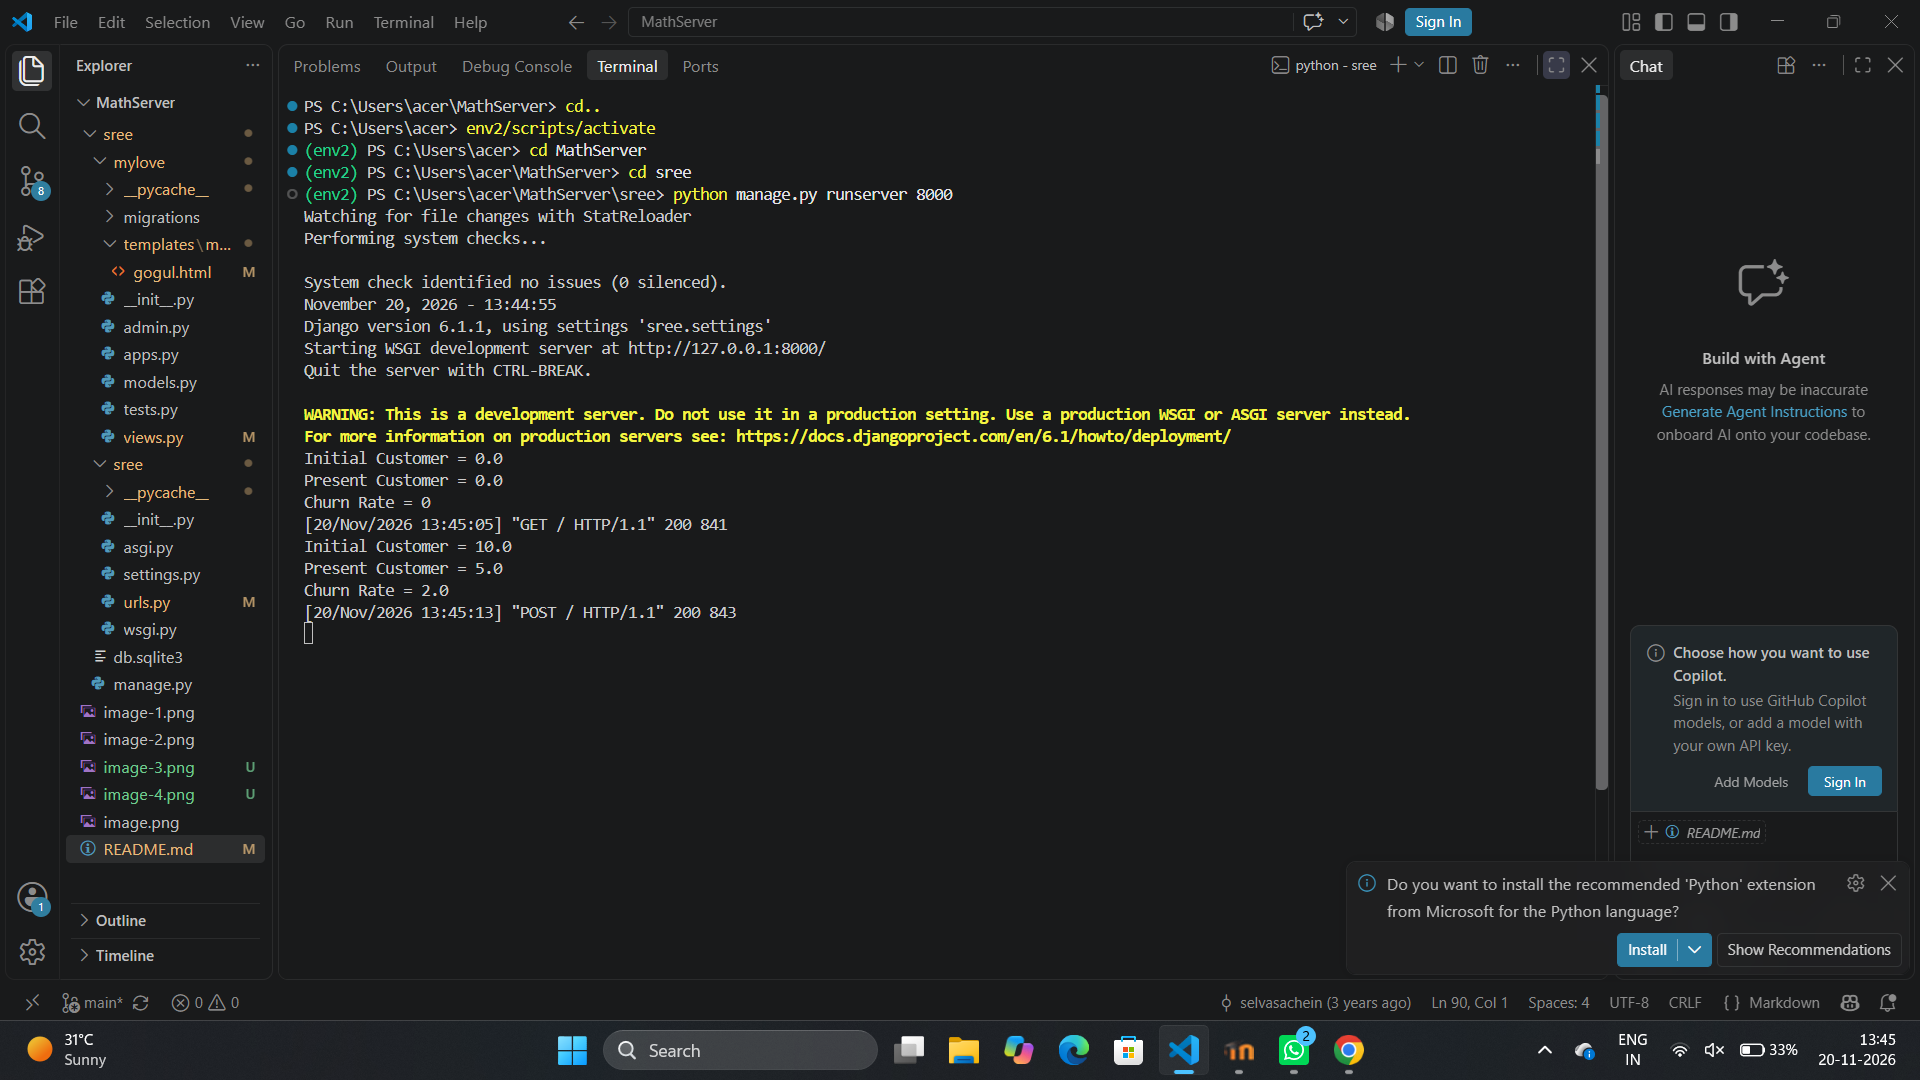 File Edit Selection View Go Run Terminal Help
MathServer
Sign In
Explorer
MathServer
sree
mylove
__pycache__
migrations
templates\m...
gogul.html M
__init__.py
admin.py
apps.py
models.py
tests.py
views.py M
sree
__pycache__
__init__.py
asgi.py
settings.py
urls.py M
wsgi.py
db.sqlite3
manage.py
image-1.png
image-2.png
image-3.png U
image-4.png U
image.png
README.md M
Outline
Timeline
8
1
Problems Output Debug Console Terminal Ports
python - sree
PS C:\Users\acer\MathServer> cd..
PS C:\Users\acer> env2/scripts/activate
(env2) PS C:\Users\acer> cd MathServer
(env2) PS C:\Users\acer\MathServer> cd sree
(env2) PS C:\Users\acer\MathServer\sree> python manage.py runserver 8000
Watching for file changes with StatReloader
Performing system checks...
System check identified no issues (0 silenced).
November 20, 2026 - 13:44:55
Django version 6.1.1, using settings 'sree.settings'
Starting WSGI development server at http://127.0.0.1:8000/
Quit the server with CTRL-BREAK.
WARNING: This is a development server. Do not use it in a production setting. Use a production WSGI or ASGI server instead.
For more information on production servers see: https://docs.djangoproject.com/en/6.1/howto/deployment/
Initial Customer = 0.0
Present Customer = 0.0
Churn Rate = 0
[20/Nov/2026 13:45:05] "GET / HTTP/1.1" 200 841
Initial Customer = 10.0
Present Customer = 5.0
Churn Rate = 2.0
[20/Nov/2026 13:45:13] "POST / HTTP/1.1" 200 843
Chat
Build with Agent
AI responses may be inaccurate
Generate Agent Instructions to
onboard AI onto your codebase.
Choose how you want to use
Copilot.
Sign in to use GitHub Copilot
models, or add a model with
your own API key.
Add Models Sign In
README.md
Do you want to install the recommended 'Python' extension
from Microsoft for the Python language?
Install Show Recommendations
main* 0 0
selvasachein (3 years ago) Ln 90, Col 1 Spaces: 4 UTF-8 CRLF { } Markdown
31°C
Sunny
Search
2
ENG
IN
33%
13:45
20-11-2026